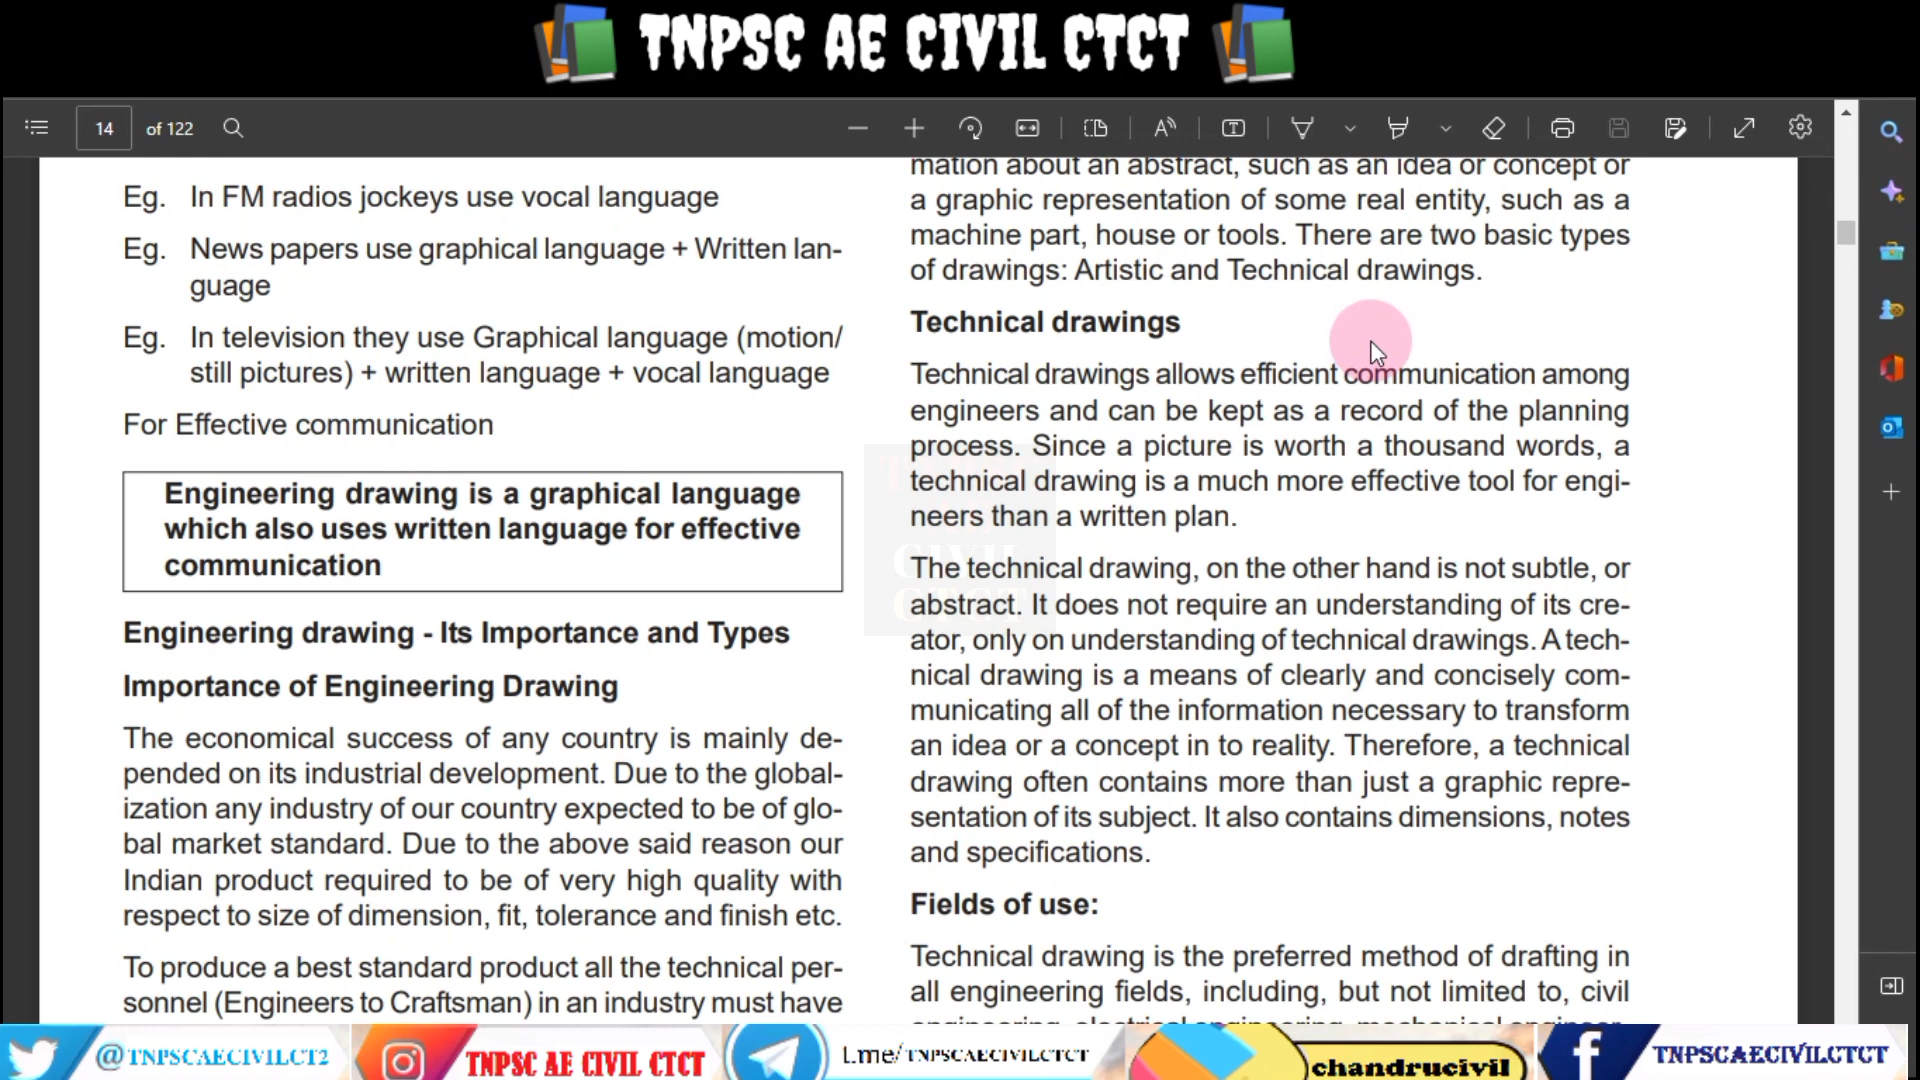 TNPSC AE CIVIL CTCT
14 of 122
Eg. In FM radios jockeys use vocal language
Eg. News papers use graphical language + Written lan-
guage
Eg. In television they use Graphical language (motion/
still pictures) + written language + vocal language
For Effective communication
Engineering drawing is a graphical language
which also uses written language for effective
communication
Engineering drawing - Its Importance and Types
Importance of Engineering Drawing
The economical success of any country is mainly de-
pended on its industrial development. Due to the global-
ization any industry of our country expected to be of glo-
bal market standard. Due to the above said reason our
Indian product required to be of very high quality with
respect to size of dimension, fit, tolerance and finish etc.
To produce a best standard product all the technical per-
sonnel (Engineers to Craftsman) in an industry must have
mation about an abstract, such as an idea or concept or
a graphic representation of some real entity, such as a
machine part, house or tools. There are two basic types
of drawings: Artistic and Technical drawings.
Technical drawings
Technical drawings allows efficient communication among
engineers and can be kept as a record of the planning
process. Since a picture is worth a thousand words, a
technical drawing is a much more effective tool for engi-
neers than a written plan.
The technical drawing, on the other hand is not subtle, or
abstract. It does not require an understanding of its cre-
ator, only on understanding of technical drawings. A tech-
nical drawing is a means of clearly and concisely com-
municating all of the information necessary to transform
an idea or a concept in to reality. Therefore, a technical
drawing often contains more than just a graphic repre-
sentation of its subject. It also contains dimensions, notes
and specifications.
Fields of use:
Technical drawing is the preferred method of drafting in
all engineering fields, including, but not limited to, civil
engineering, electrical engineering, mechanical engineer-
CIVIL
CTCT
@TNPSCAECIVILCT2
TNPSC AE CIVIL CTCT
t.me/TNPSCAECIVILCTCT
chandrucivil
TNPSCAECIVILCTCT